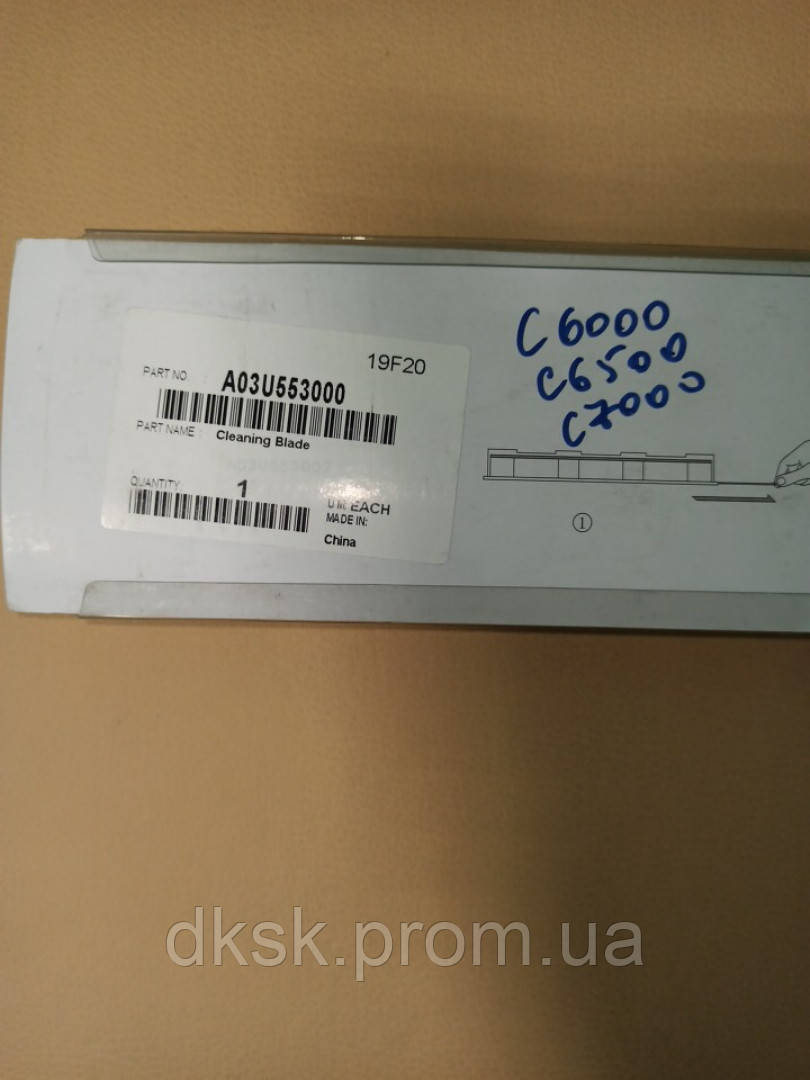 19F20
PART NO. : A03U553000
PART NAME : Cleaning Blade
QUANTITY: 1
U M: EACH
MADE IN:
China
C6000
C6500
C7000
①
dksk.prom.ua